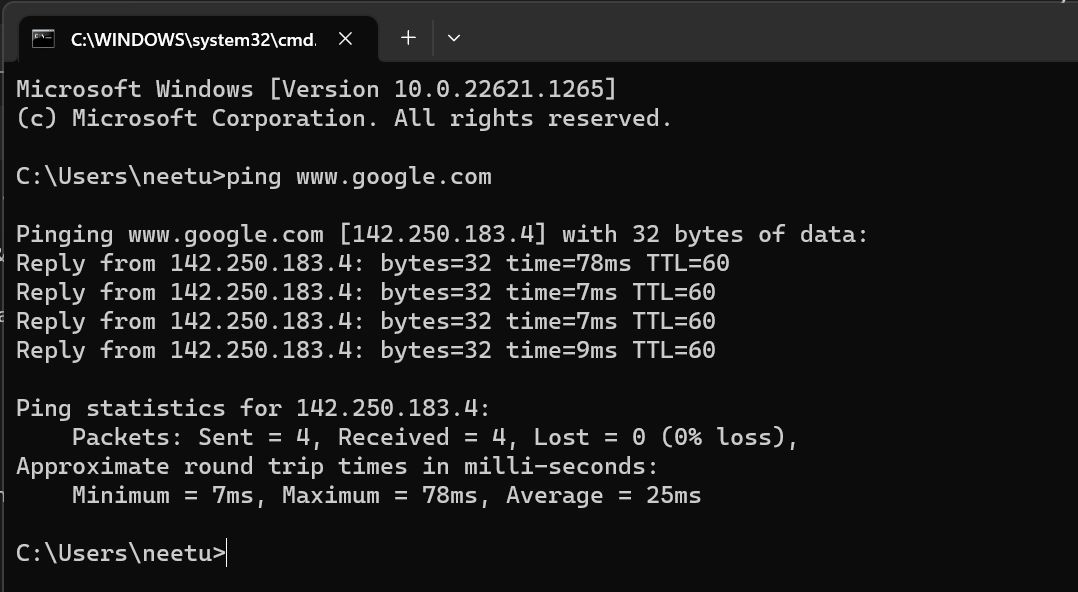 C:\WINDOWS\system32\cmd.
Microsoft Windows [Version 10.0.22621.1265]
(c) Microsoft Corporation. All rights reserved.
C:\Users\neetu>ping www.google.com
Pinging www.google.com [142.250.183.4] with 32 bytes of data:
Reply from 142.250.183.4: bytes=32 time=78ms TTL=60
Reply from 142.250.183.4: bytes=32 time=7ms TTL=60
Reply from 142.250.183.4: bytes=32 time=7ms TTL=60
Reply from 142.250.183.4: bytes=32 time=9ms TTL=60
Ping statistics for 142.250.183.4:
    Packets: Sent = 4, Received = 4, Lost = 0 (0% loss),
Approximate round trip times in milli-seconds:
    Minimum = 7ms, Maximum = 78ms, Average = 25ms
C:\Users\neetu>